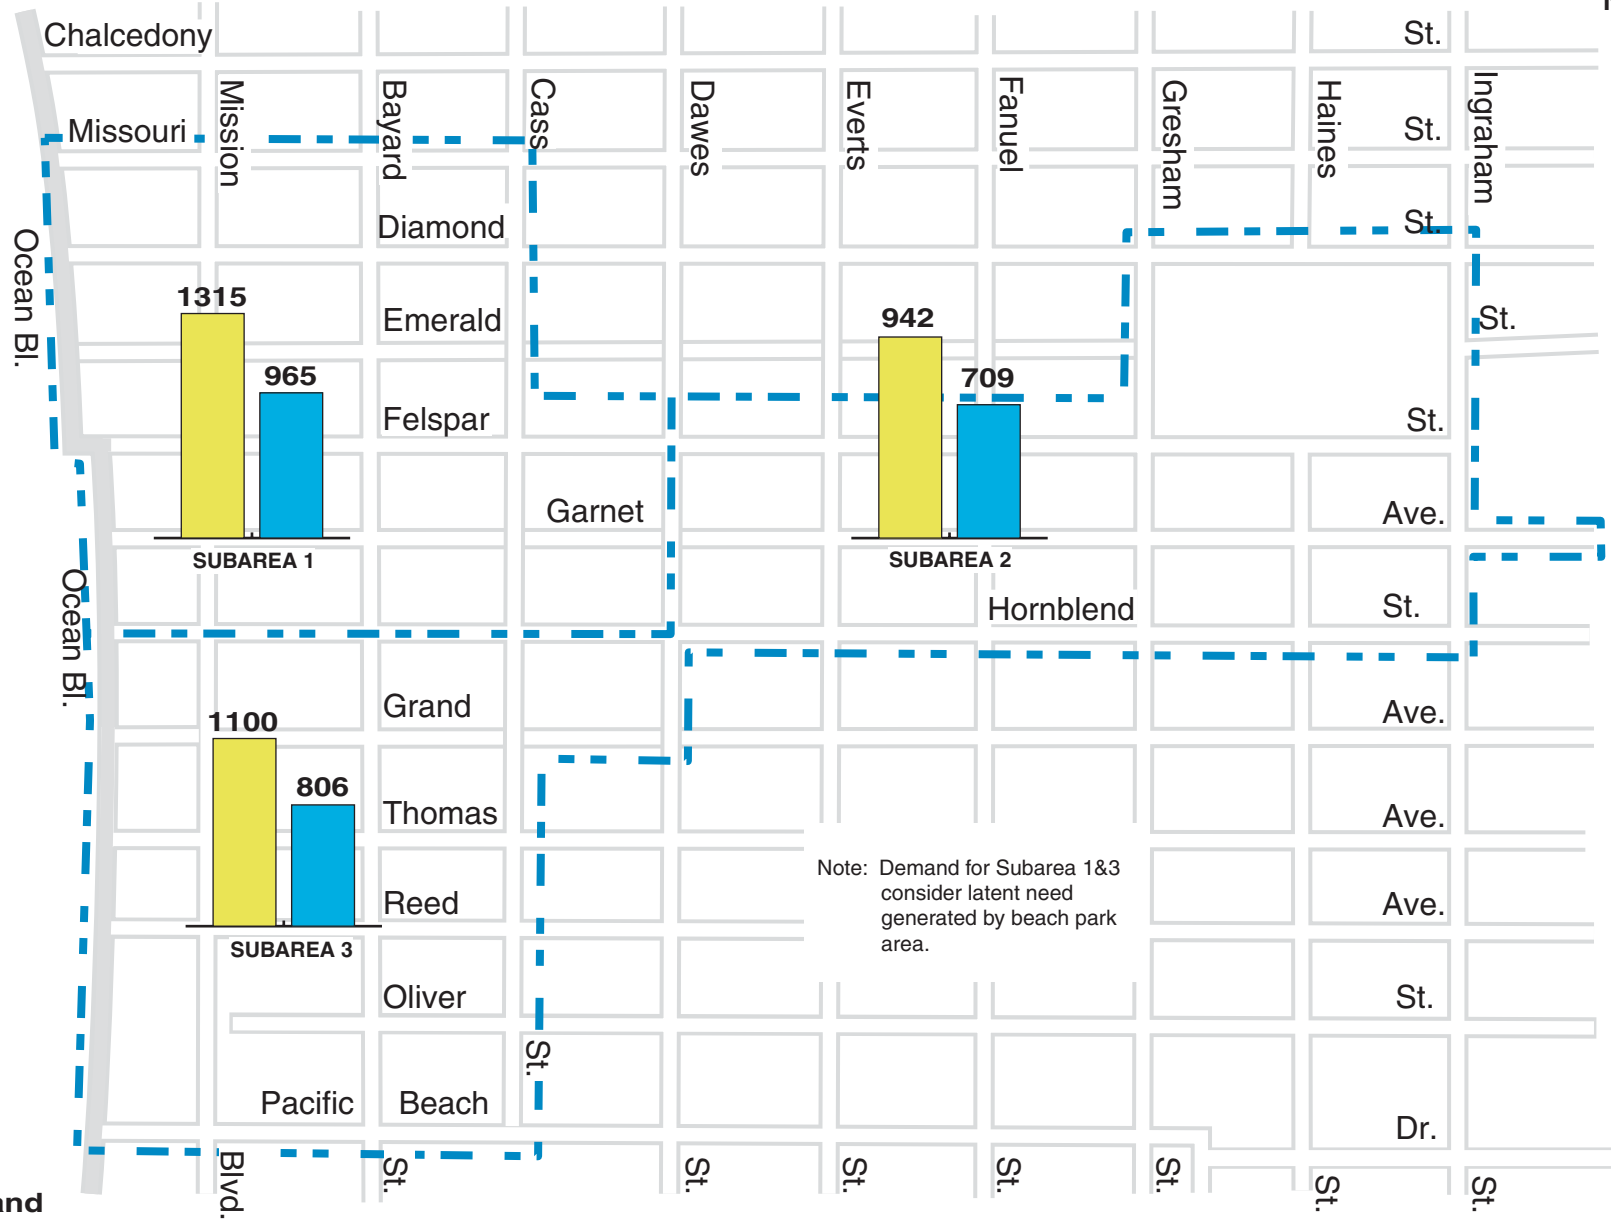 Chalcedony St.
Missouri St.
Mission
Bayard
Cass
Dawes
Everts
Fanuel
Gresham
Haines
Ingraham
Diamond St.
Ocean Bl.
Emerald St.
1315
965
942
709
Felspar St.
Garnet Ave.
SUBAREA 1
SUBAREA 2
Ocean Bl.
Hornblend St.
Grand Ave.
1100
806
Thomas Ave.
Note: Demand for Subarea 1&3
consider latent need
generated by beach park
area.
Reed Ave.
SUBAREA 3
Oliver St.
St.
Pacific Beach Dr.
Blvd.
St.
St.
St.
St.
St.
St.
St.